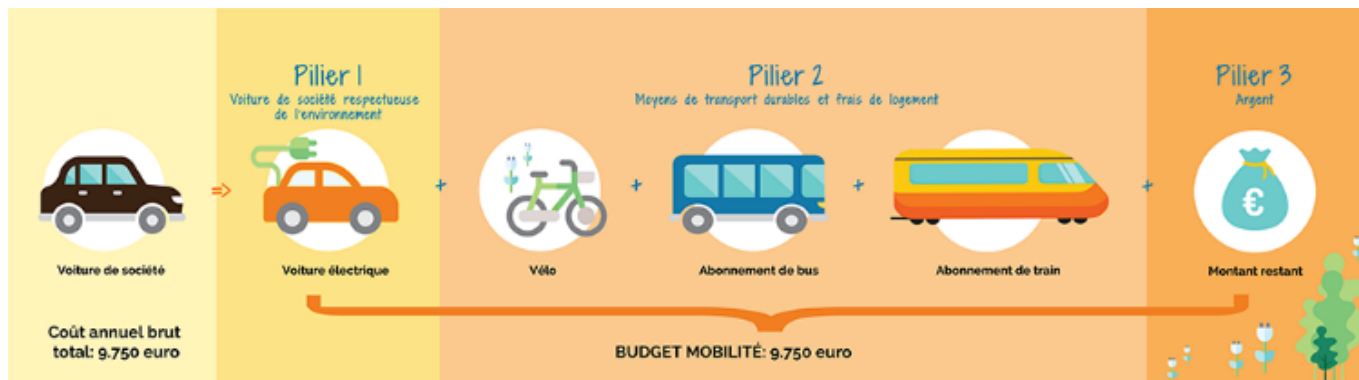 Pilier 1
Voiture de société respectueuse
de l'environnement
Pilier 2
Moyens de transport durables et frais de logement
Pilier 3
Argent
=>
+
+
+
+
€
Voiture de société
Voiture électrique
Vélo
Abonnement de bus
Abonnement de train
Montant restant
Coût annuel brut
total: 9.750 euro
BUDGET MOBILITÉ: 9.750 euro